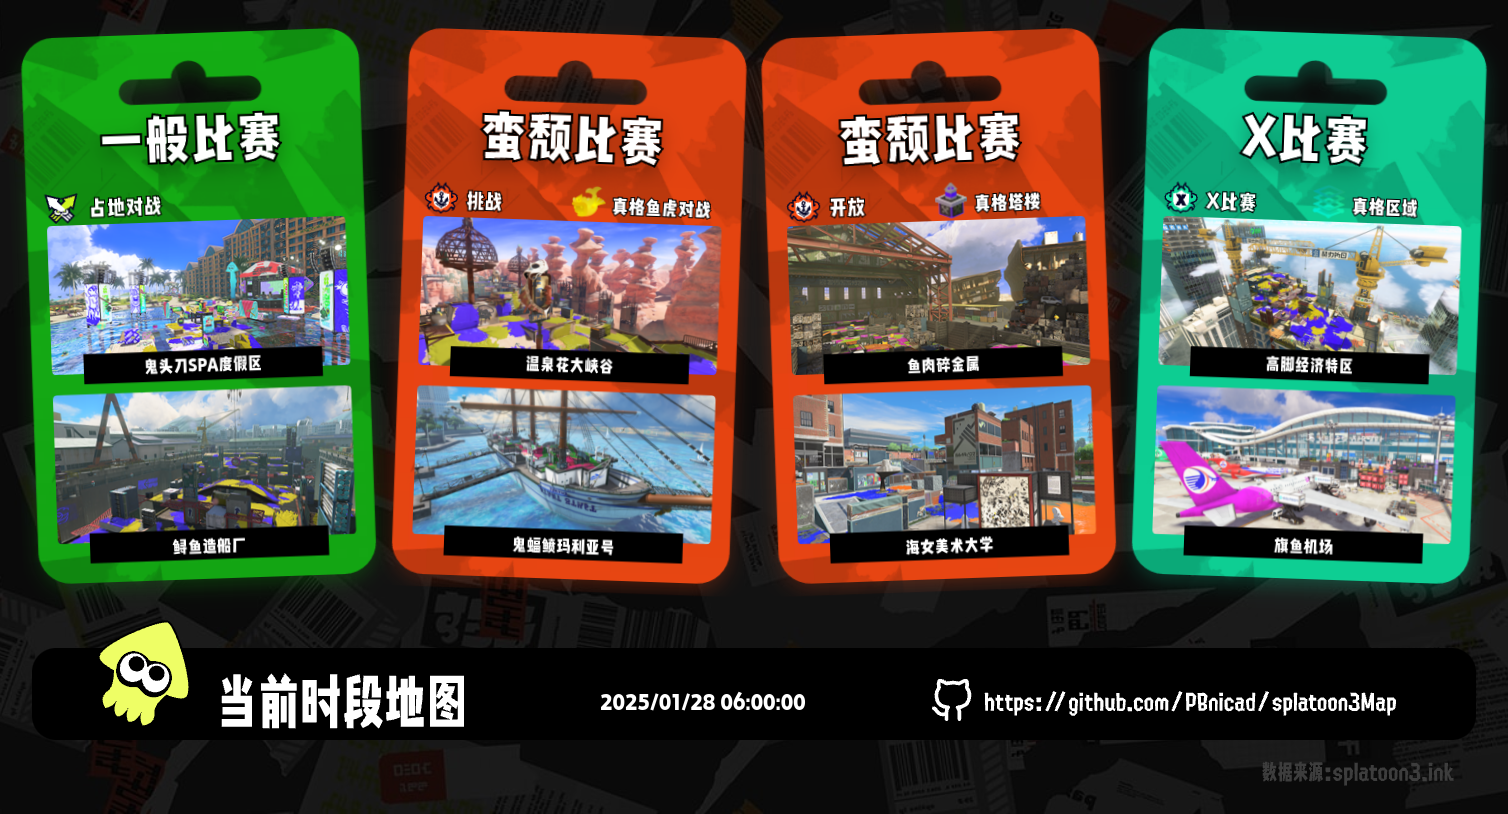 一般比赛
占地对战
鬼头刀SPA度假区
鲟鱼造船厂
蛮颓比赛
挑战
真格鱼虎对战
温泉花大峡谷
鬼蝠鲼玛利亚号
蛮颓比赛
开放
真格塔楼
鱼肉碎金属
海女美术大学
X比赛
X比赛
真格区域
高脚经济特区
旗鱼机场
当前时段地图
2025/01/28 06:00:00
https://github.com/PBnicad/splatoon3Map
数据来源:splatoon3.ink